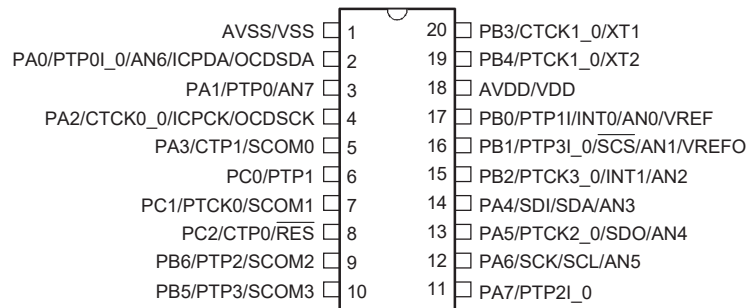 AVSS/VSS 1 20 PB3/CTCK1_0/XT1
PA0/PTP0I_0/AN6/ICPDA/OCDSDA 2 19 PB4/PTCK1_0/XT2
PA1/PTP0/AN7 3 18 AVDD/VDD
PA2/CTCK0_0/ICPCK/OCDSCK 4 17 PB0/PTP1I/INT0/AN0/VREF
PA3/CTP1/SCOM0 5 16 PB1/PTP3I_0/SCS/AN1/VREFO
PC0/PTP1 6 15 PB2/PTCK3_0/INT1/AN2
PC1/PTCK0/SCOM1 7 14 PA4/SDI/SDA/AN3
PC2/CTP0/RES 8 13 PA5/PTCK2_0/SDO/AN4
PB6/PTP2/SCOM2 9 12 PA6/SCK/SCL/AN5
PB5/PTP3/SCOM3 10 11 PA7/PTP2I_0